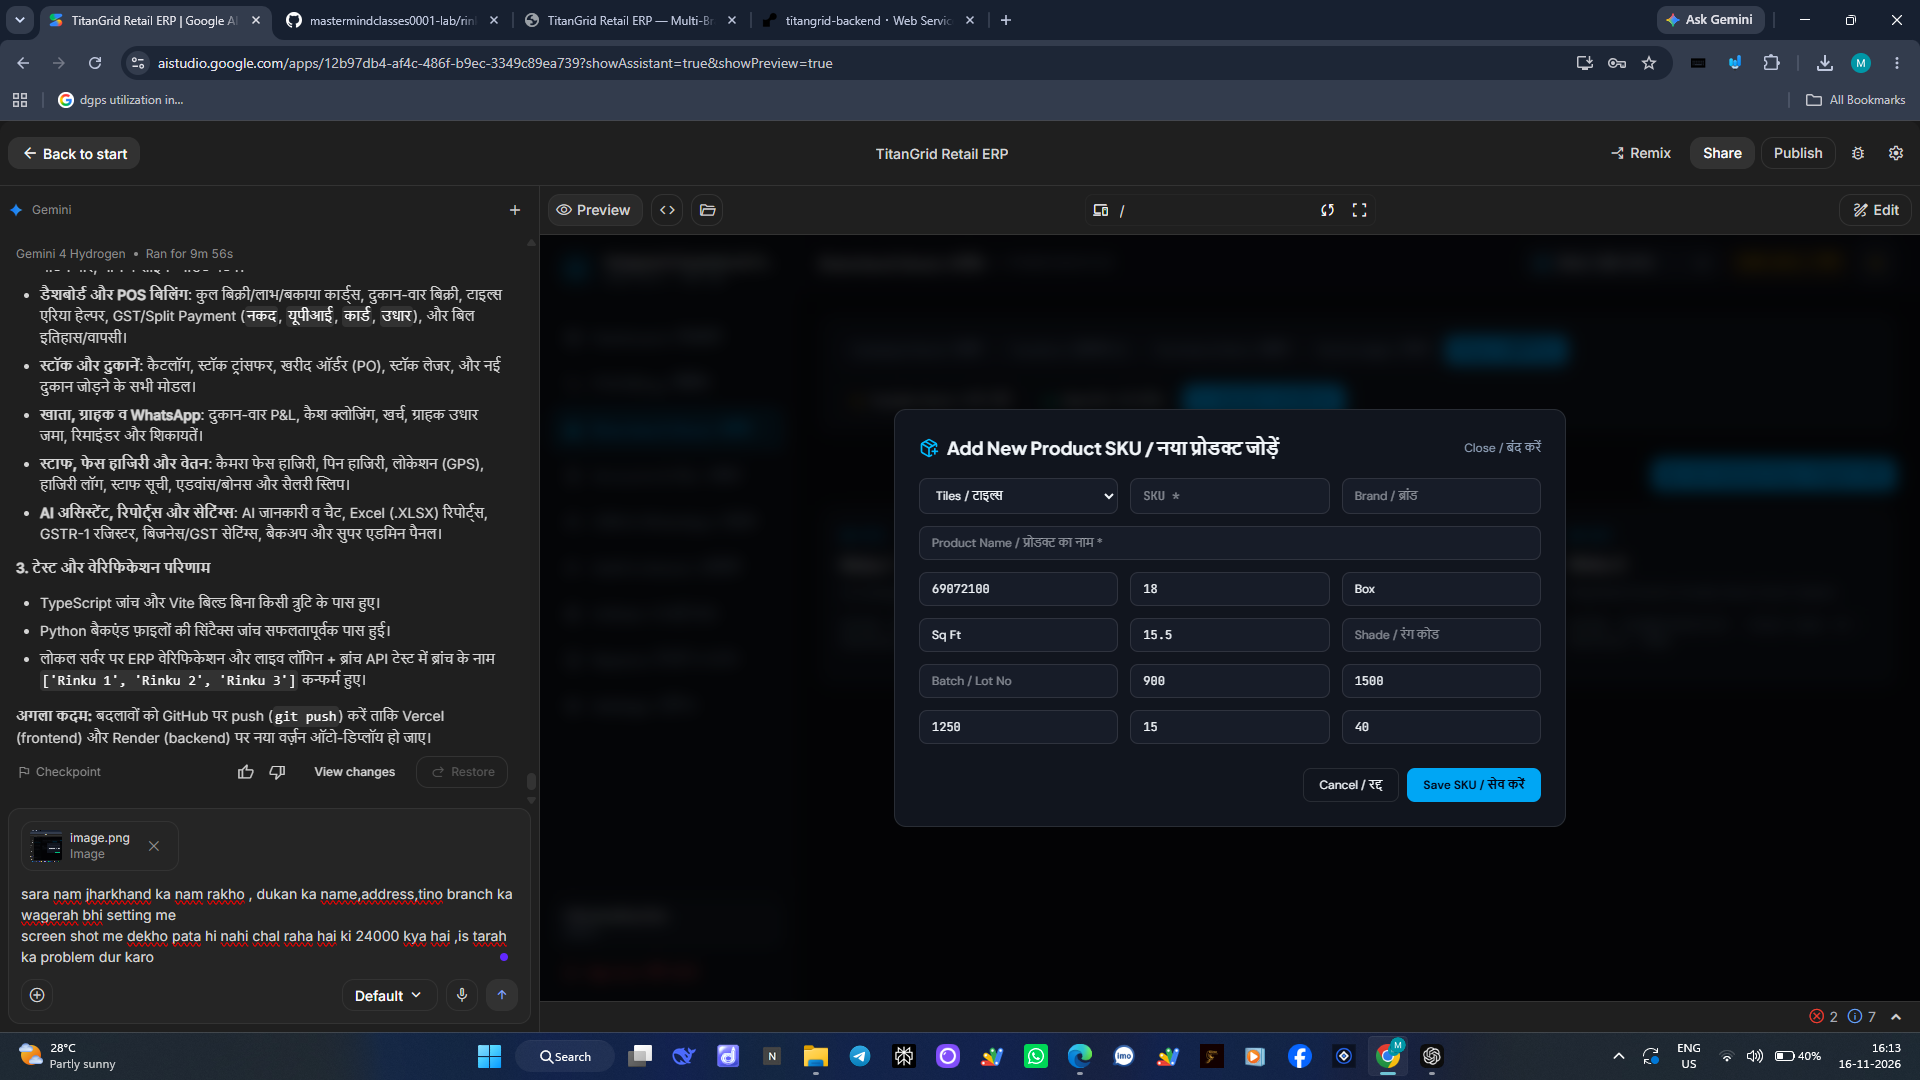 TitanGrid Retail ERP | Google AI
mastermindclasses0001-lab/rink
TitanGrid Retail ERP — Multi-Br
titangrid-backend · Web Servic
Ask Gemini
aistudio.google.com/apps/12b97db4-af4c-486f-b9ec-3349c89ea739?showAssistant=true&showPreview=true
M
dgps utilization in...
All Bookmarks
Back to start
TitanGrid Retail ERP
Remix
Share
Publish
Gemini
Preview
/
Edit
Gemini 4 Hydrogen • Ran for 9m 56s
• डैशबोर्ड और POS बिलिंग: कुल बिक्री/लाभ/बकाया कार्ड्स, दुकान-वार बिक्री, टाइल्स
एरिया हेल्पर, GST/Split Payment (नकद, यूपीआई, कार्ड, उधार), और बिल
इतिहास/वापसी।
• स्टॉक और दुकानें: कैटलॉग, स्टॉक ट्रांसफर, खरीद ऑर्डर (PO), स्टॉक लेजर, और नई
दुकान जोड़ने के सभी मोडल।
• खाता, ग्राहक व WhatsApp: दुकान-वार P&L, कैश क्लोजिंग, खर्च, ग्राहक उधार
जमा, रिमाइंडर और शिकायतें।
• स्टाफ, फेस हाजिरी और वेतन: कैमरा फेस हाजिरी, पिन हाजिरी, लोकेशन (GPS),
हाजिरी लॉग, स्टाफ सूची, एडवांस/बोनस और सैलरी स्लिप।
• AI असिस्टेंट, रिपोर्ट्स और सेटिंग्स: AI जानकारी व चैट, Excel (.XLSX) रिपोर्ट्स,
GSTR-1 रजिस्टर, बिजनेस/GST सेटिंग्स, बैकअप और सुपर एडमिन पैनल।
3. टेस्ट और वेरिफिकेशन परिणाम
• TypeScript जांच और Vite बिल्ड बिना किसी त्रुटि के पास हुए।
• Python बैकएंड फ़ाइलों की सिंटैक्स जांच सफलतापूर्वक पास हुई।
• लोकल सर्वर पर ERP वेरिफिकेशन और लाइव लॉगिन + ब्रांच API टेस्ट में ब्रांच के नाम
['Rinku 1', 'Rinku 2', 'Rinku 3'] कन्फर्म हुए।
अगला कदम: बदलावों को GitHub पर push (git push) करें ताकि Vercel
(frontend) और Render (backend) पर नया वर्ज़न ऑटो-डिप्लॉय हो जाए।
Checkpoint
View changes
Restore
image.png
Image
sara nam jharkhand ka nam rakho , dukan ka name,address,tino branch ka
wagerah bhi setting me
screen shot me dekho pata hi nahi chal raha hai ki 24000 kya hai ,is tarah
ka problem dur karo
Default
Add New Product SKU / नया प्रोडक्ट जोड़ें
Close / बंद करें
Tiles / टाइल्स
SKU *
Brand / ब्रांड
Product Name / प्रोडक्ट का नाम *
69072100
18
Box
Sq Ft
15.5
Shade / रंग कोड
Batch / Lot No
900
1500
1250
15
40
Cancel / रद्द
Save SKU / सेव करें
2
7
28°C
Partly sunny
Search
ENG
US
40%
16:13
16-11-2026